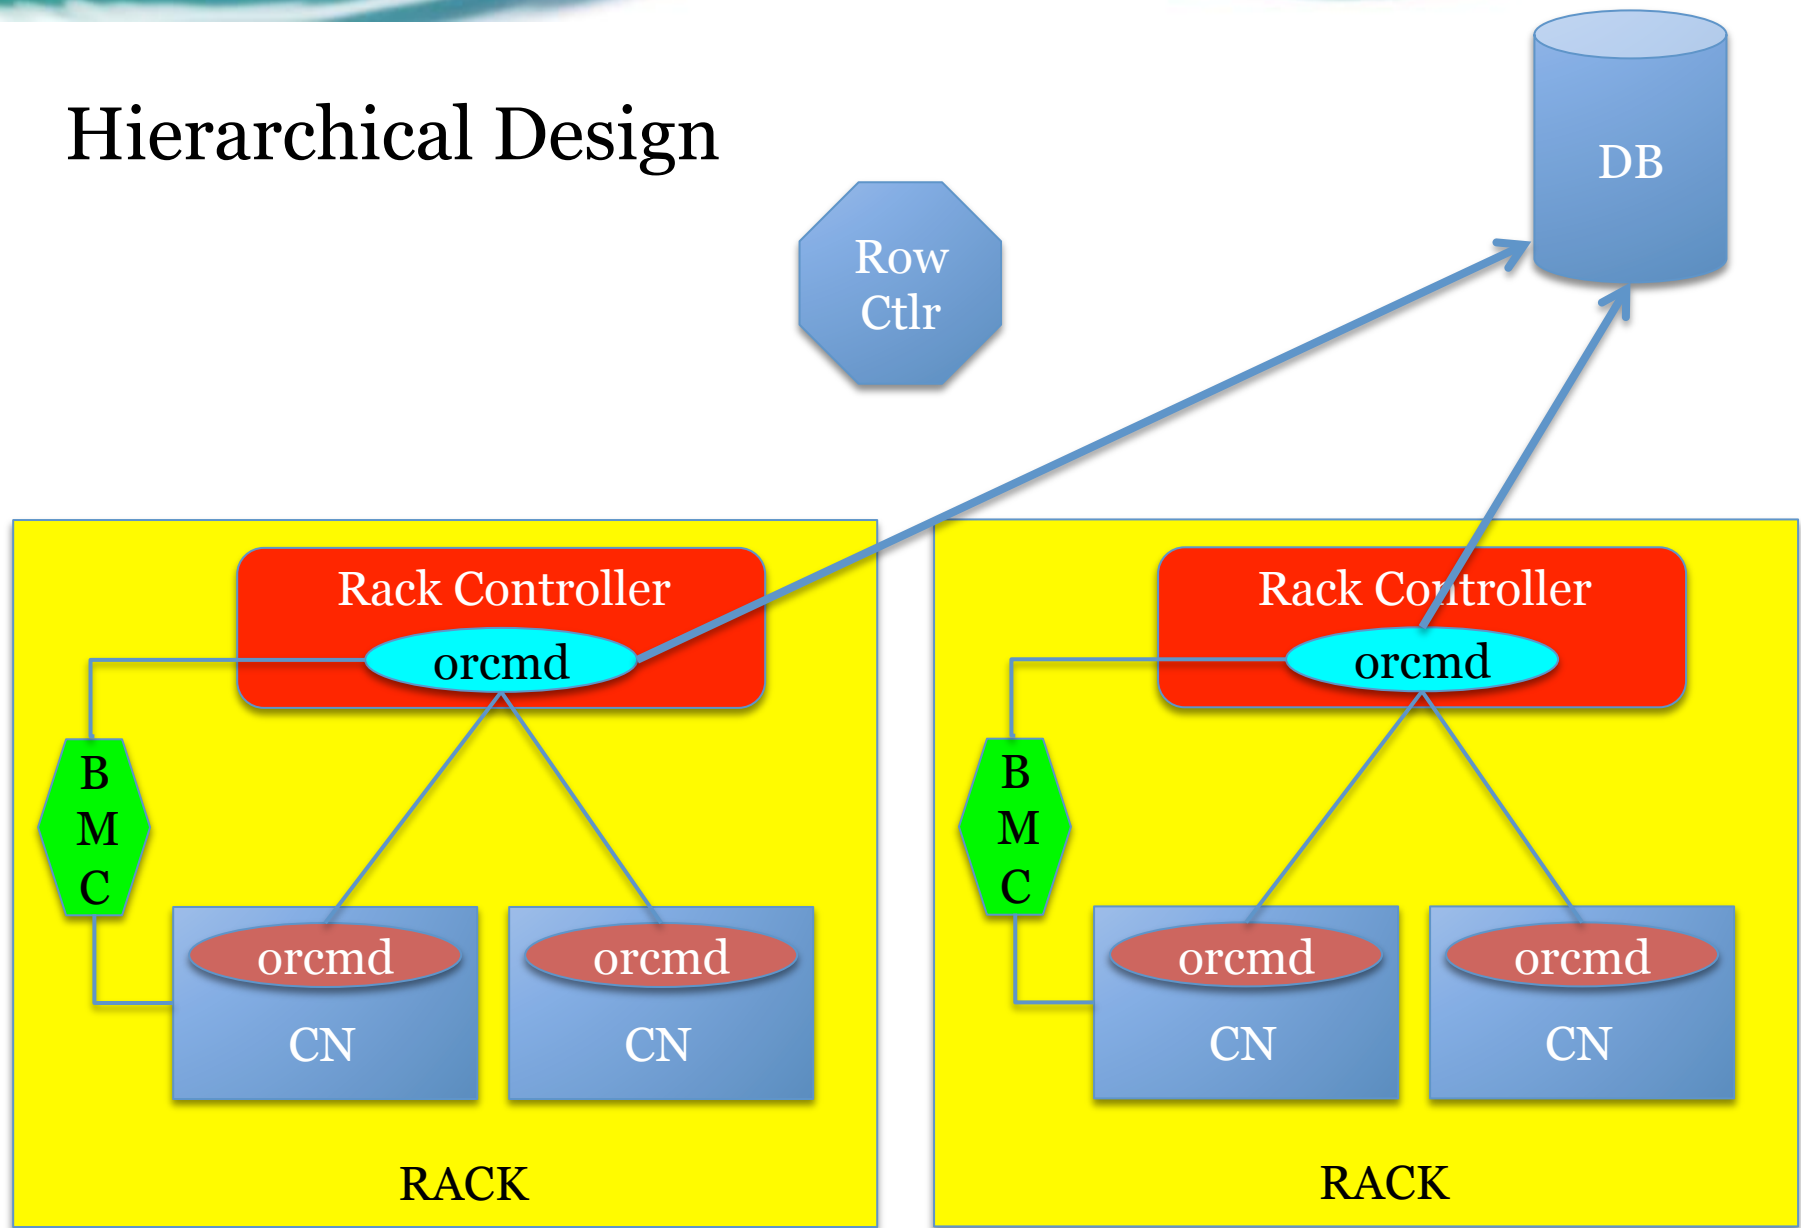 Hierarchical Design
DB
Row
Ctlr
Rack Controller
orcmd
B
M
C
orcmd
CN
orcmd
CN
RACK
Rack Controller
orcmd
B
M
C
orcmd
CN
orcmd
CN
RACK